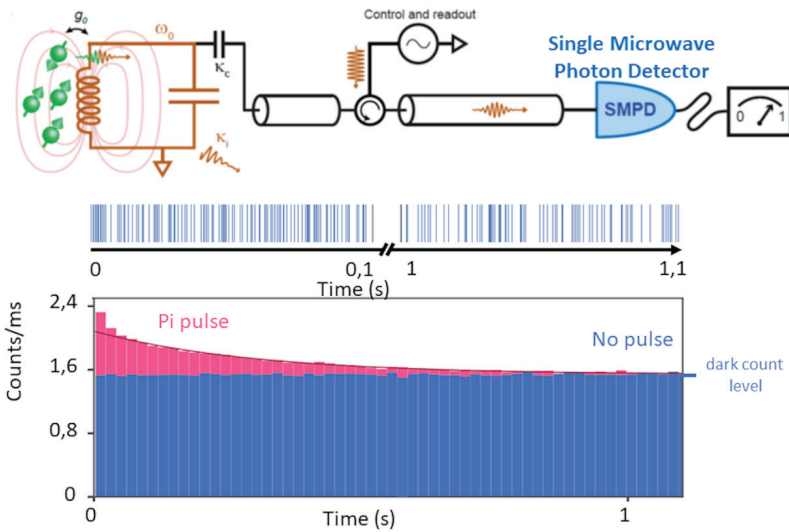 g₀
ω₀
κc
κi
Control and readout
Single Microwave
Photon Detector
SMPD
0 1
0 0,1 1 1,1
Time (s)
Counts/ms
2,4
1,6
0,8
0
Pi pulse
No pulse
dark count
level
0 1
Time (s)